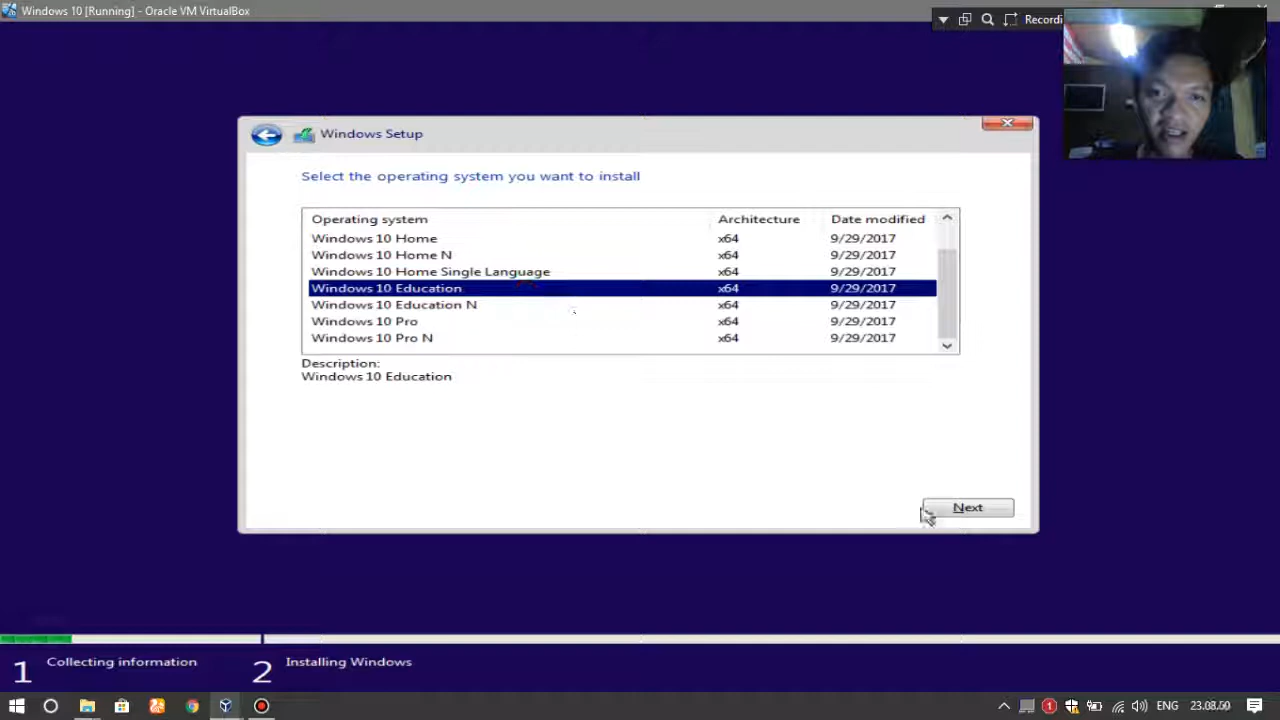 Windows 10 [Running] - Oracle VM VirtualBox
Recordi
Windows Setup
Select the operating system you want to install
Operating system Architecture Date modified
Windows 10 Home x64 9/29/2017
Windows 10 Home N x64 9/29/2017
Windows 10 Home Single Language x64 9/29/2017
Windows 10 Education x64 9/29/2017
Windows 10 Education N x64 9/29/2017
Windows 10 Pro x64 9/29/2017
Windows 10 Pro N x64 9/29/2017
Description:
Windows 10 Education
Next
1 Collecting information 2 Installing Windows
1 ENG 23.08.50